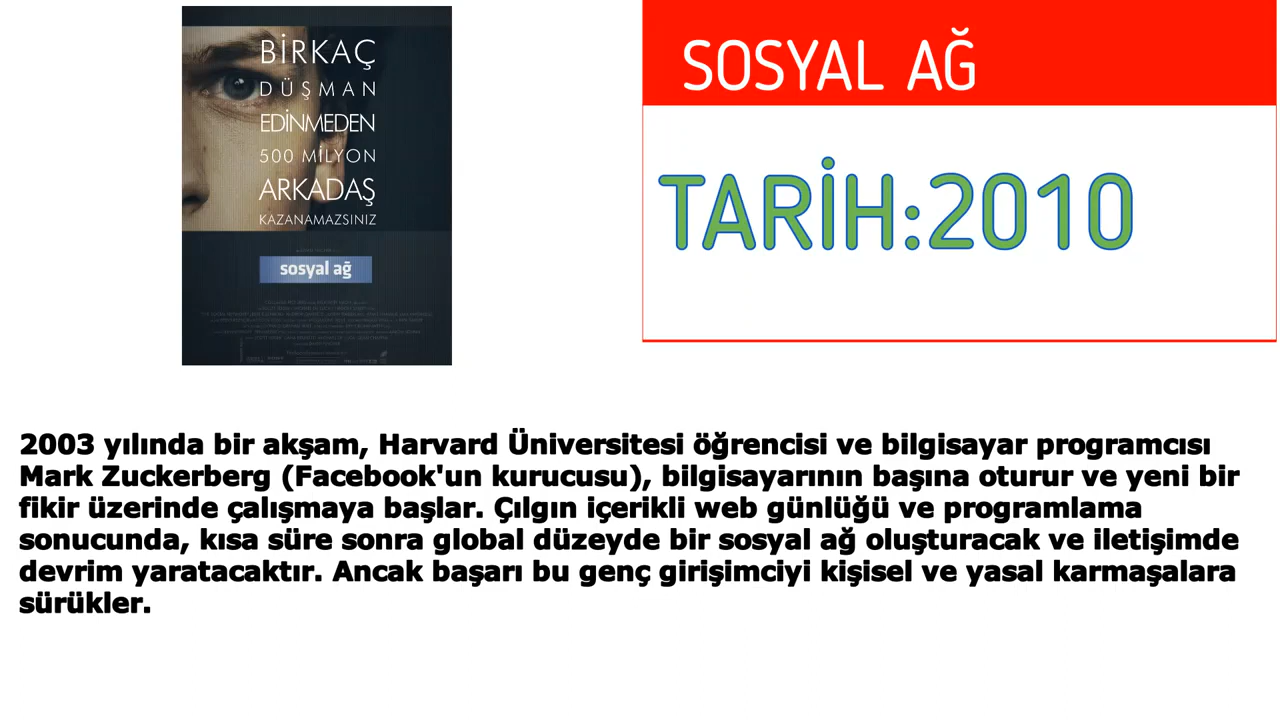 BİRKAÇ
DÜŞMAN
EDİNMEDEN
500 MİLYON
ARKADAŞ
KAZANAMAZSINIZ
sosyal ağ
SOSYAL AĞ
TARİH:2010
2003 yılında bir akşam, Harvard Üniversitesi öğrencisi ve bilgisayar programcısı
Mark Zuckerberg (Facebook'un kurucusu), bilgisayarının başına oturur ve yeni bir
fikir üzerinde çalışmaya başlar. Çılgın içerikli web günlüğü ve programlama
sonucunda, kısa süre sonra global düzeyde bir sosyal ağ oluşturacak ve iletişimde
devrim yaratacaktır. Ancak başarı bu genç girişimciyi kişisel ve yasal karmaşalara
sürükler.